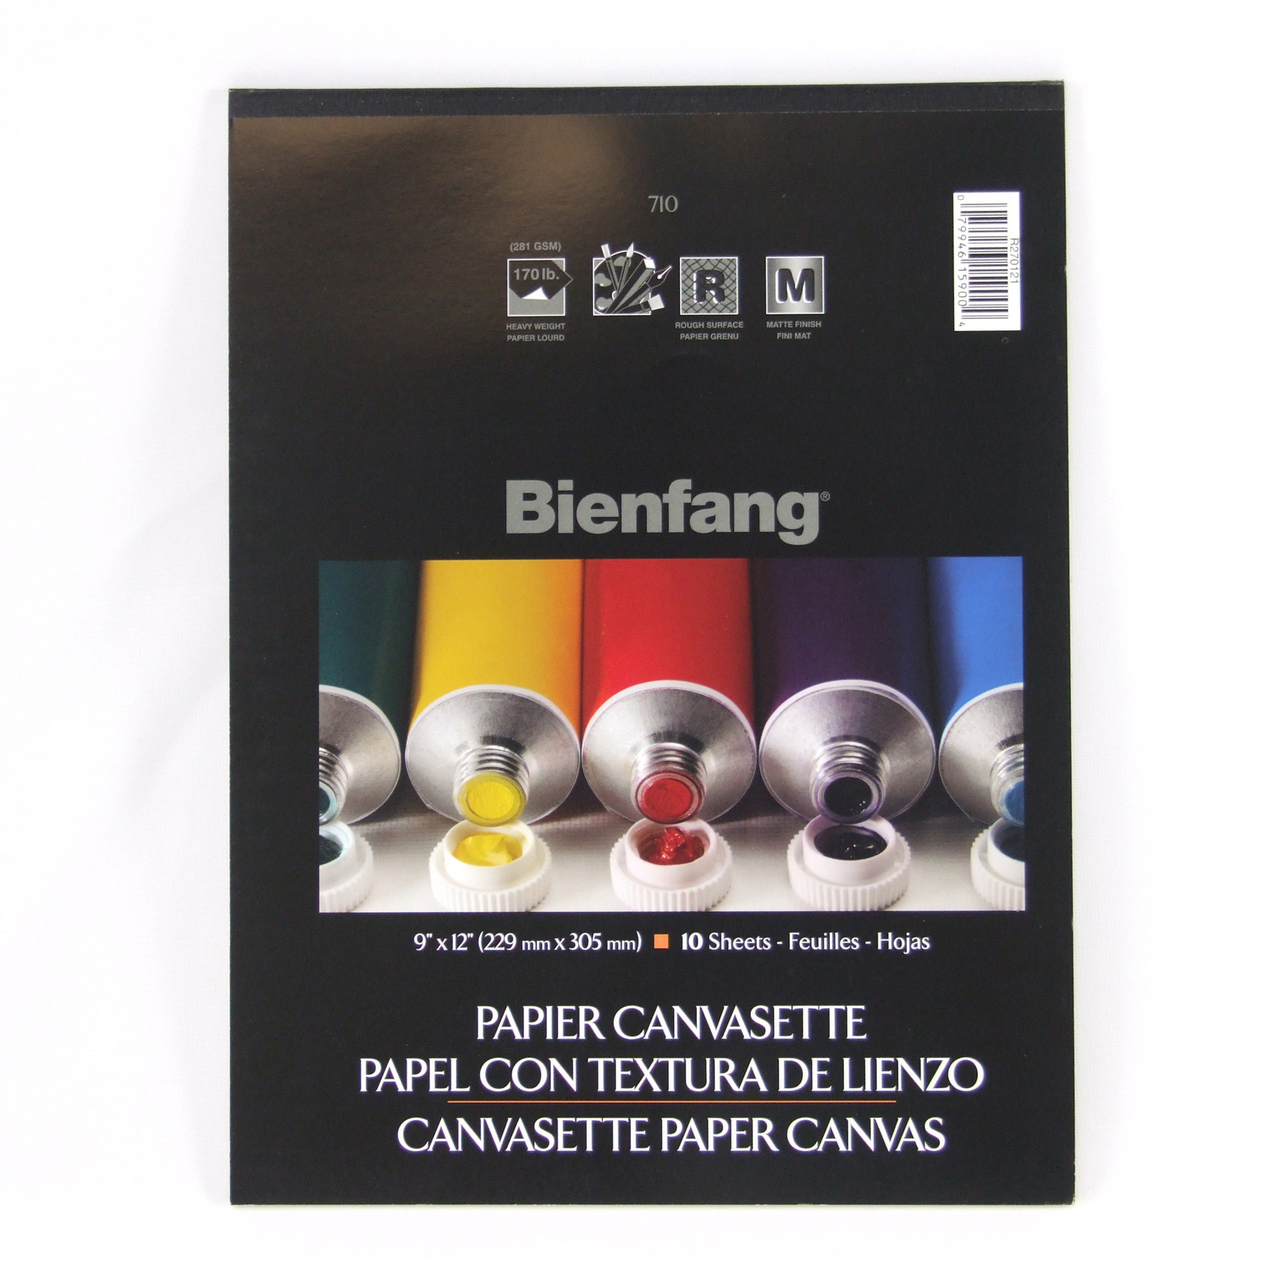 710
(281 GSM)
170 lb.
HEAVY WEIGHT
PAPIER LOURD
R
ROUGH SURFACE
PAPIER GRENU
M
MATTE FINISH
FINI MAT
R270121
0 79946 15900 4
Bienfang®
9" x 12" (229 mm x 305 mm) ■ 10 Sheets - Feuilles - Hojas
PAPIER CANVASETTE
PAPEL CON TEXTURA DE LIENZO
CANVASETTE PAPER CANVAS